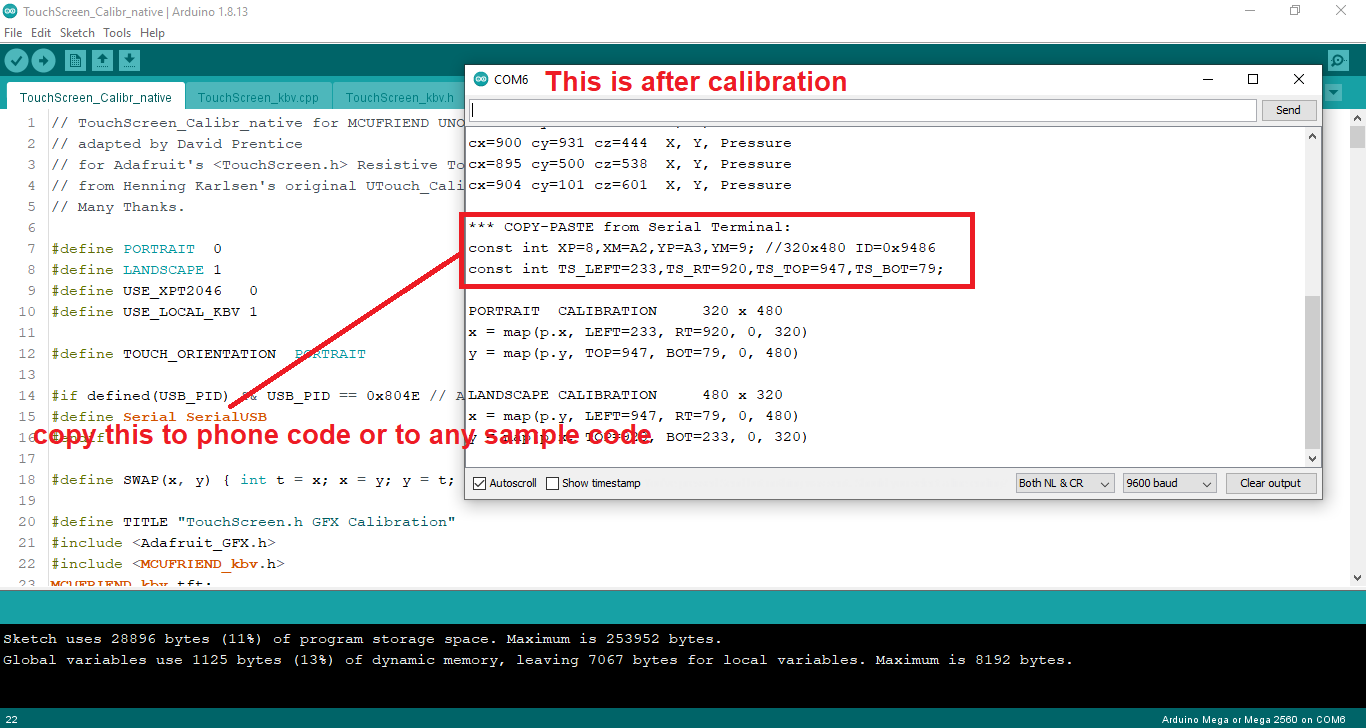 TouchScreen_Calibr_native | Arduino 1.8.13
File Edit Sketch Tools Help
TouchScreen_Calibr_native TouchScreen_kbv.cpp TouchScreen_kbv.h
1 // TouchScreen_Calibr_native for MCUFRIEND UNO
2 // adapted by David Prentice
3 // for Adafruit's <TouchScreen.h> Resistive To
4 // from Henning Karlsen's original UTouch_Cali
5 // Many Thanks.
6
7 #define PORTRAIT 0
8 #define LANDSCAPE 1
9 #define USE_XPT2046 0
10 #define USE_LOCAL_KBV 1
11
12 #define TOUCH_ORIENTATION PORTRAIT
13
14 #if defined(USB_PID) && USB_PID == 0x804E // A
15 #define Serial SerialUSB
16 #endif
17
18 #define SWAP(x, y) { int t = x; x = y; y = t;
19
20 #define TITLE "TouchScreen.h GFX Calibration"
21 #include <Adafruit_GFX.h>
22 #include <MCUFRIEND_kbv.h>
23 MCUFRIEND_kbv tft;
copy this to phone code or to any sample code
COM6
This is after calibration
Send
cx=900 cy=931 cz=444 X, Y, Pressure
cx=895 cy=500 cz=538 X, Y, Pressure
cx=904 cy=101 cz=601 X, Y, Pressure
*** COPY-PASTE from Serial Terminal:
const int XP=8,XM=A2,YP=A3,YM=9; //320x480 ID=0x9486
const int TS_LEFT=233,TS_RT=920,TS_TOP=947,TS_BOT=79;
PORTRAIT CALIBRATION 320 x 480
x = map(p.x, LEFT=233, RT=920, 0, 320)
y = map(p.y, TOP=947, BOT=79, 0, 480)
LANDSCAPE CALIBRATION 480 x 320
x = map(p.y, LEFT=947, RT=79, 0, 480)
y = map(p.x, TOP=920, BOT=233, 0, 320)
Autoscroll Show timestamp Both NL & CR 9600 baud Clear output
Sketch uses 28896 bytes (11%) of program storage space. Maximum is 253952 bytes.
Global variables use 1125 bytes (13%) of dynamic memory, leaving 7067 bytes for local variables. Maximum is 8192 bytes.
22 Arduino Mega or Mega 2560 on COM6